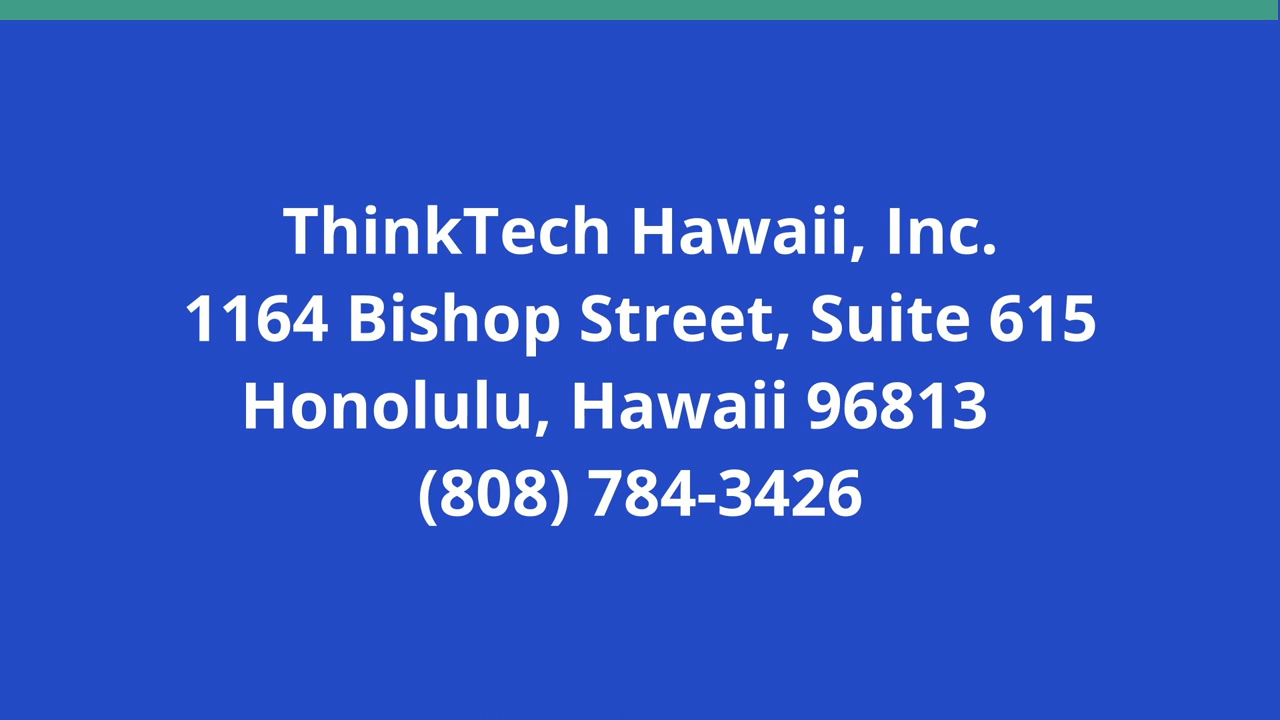 ThinkTech Hawaii, Inc.
1164 Bishop Street, Suite 615
Honolulu, Hawaii 96813
(808) 784-3426